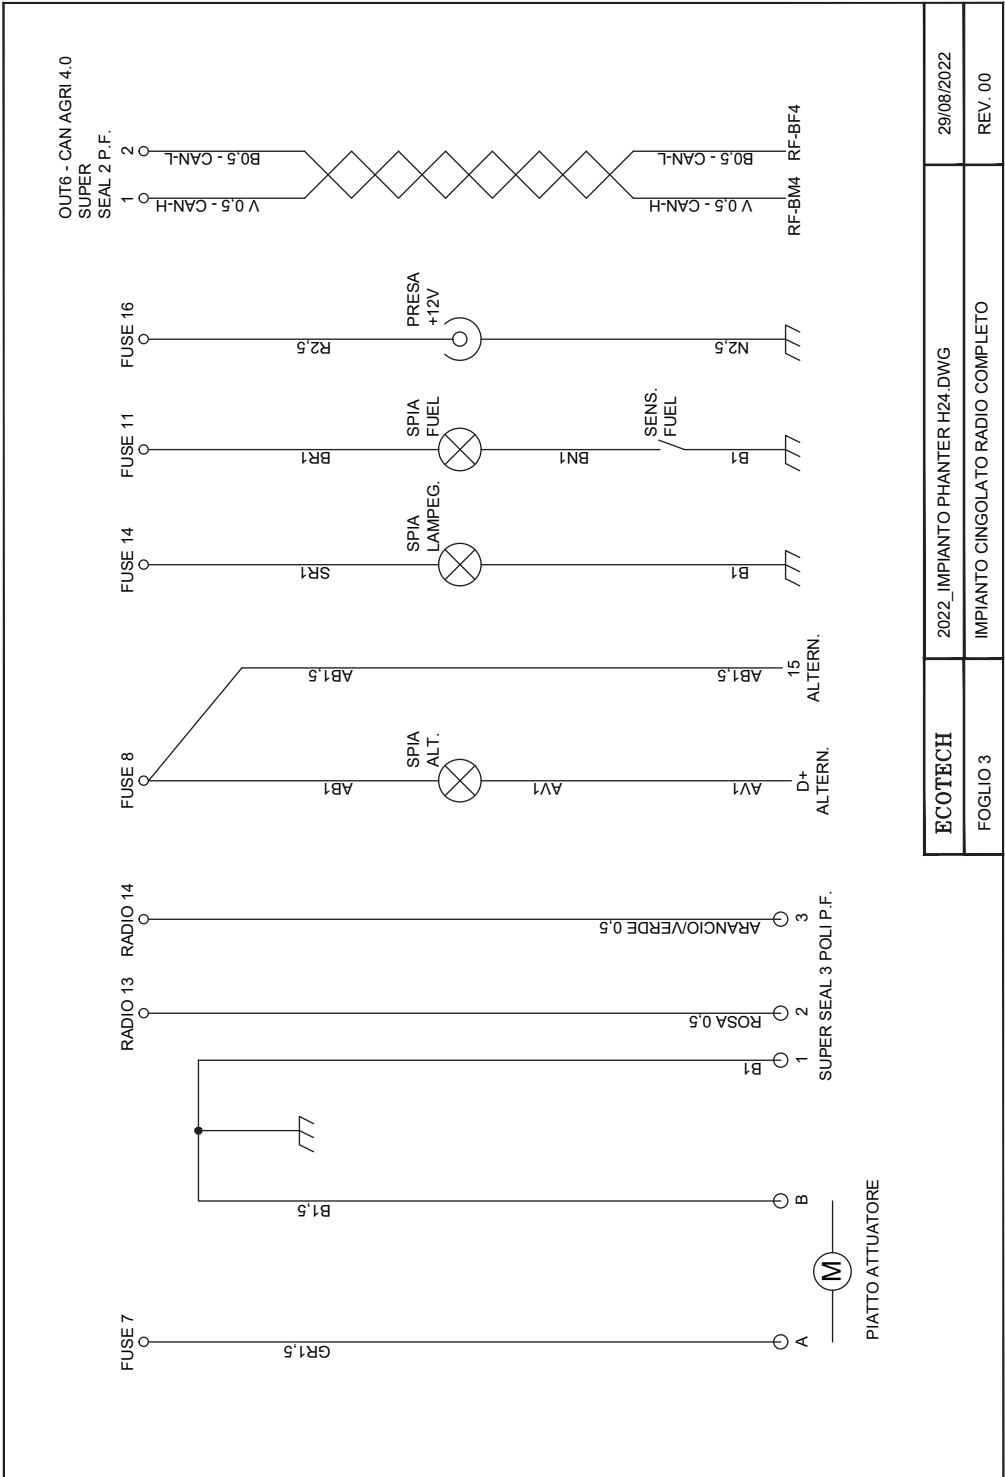 OUT6 - CAN AGRI 4.0
SUPER
SEAL 2 P.F.
1
2
V 0,5 - CAN-H
B0,5 - CAN-L
V 0,5 - CAN-H
B0,5 - CAN-L
RF-BM4
RF-BF4
FUSE 16
R2,5
PRESA
+12V
N2,5
FUSE 11
BR1
SPIA
FUEL
BN1
SENS.
FUEL
B1
FUSE 14
SR1
SPIA
LAMPEG.
B1
FUSE 8
AB1,5
AB1,5
15
ALTERN.
AB1
SPIA
ALT.
AV1
AV1
D+
ALTERN.
RADIO 14
ARANCIO/VERDE 0,5
3
RADIO 13
ROSA 0,5
2
B1
1
SUPER SEAL 3 POLI P.F.
B1,5
B
FUSE 7
GR1,5
A
M
PIATTO ATTUATORE
ECOTECH
2022_IMPIANTO PHANTER H24.DWG
29/08/2022
FOGLIO 3
IMPIANTO CINGOLATO RADIO COMPLETO
REV. 00